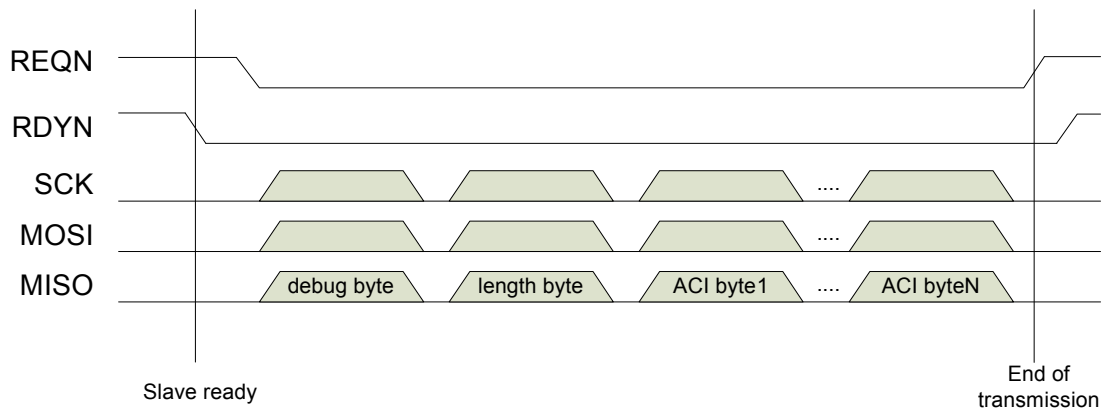 REQN
RDYN
SCK
....
MOSI
....
MISO
debug byte
length byte
ACI byte1
....
ACI byteN
Slave ready
End of
transmission